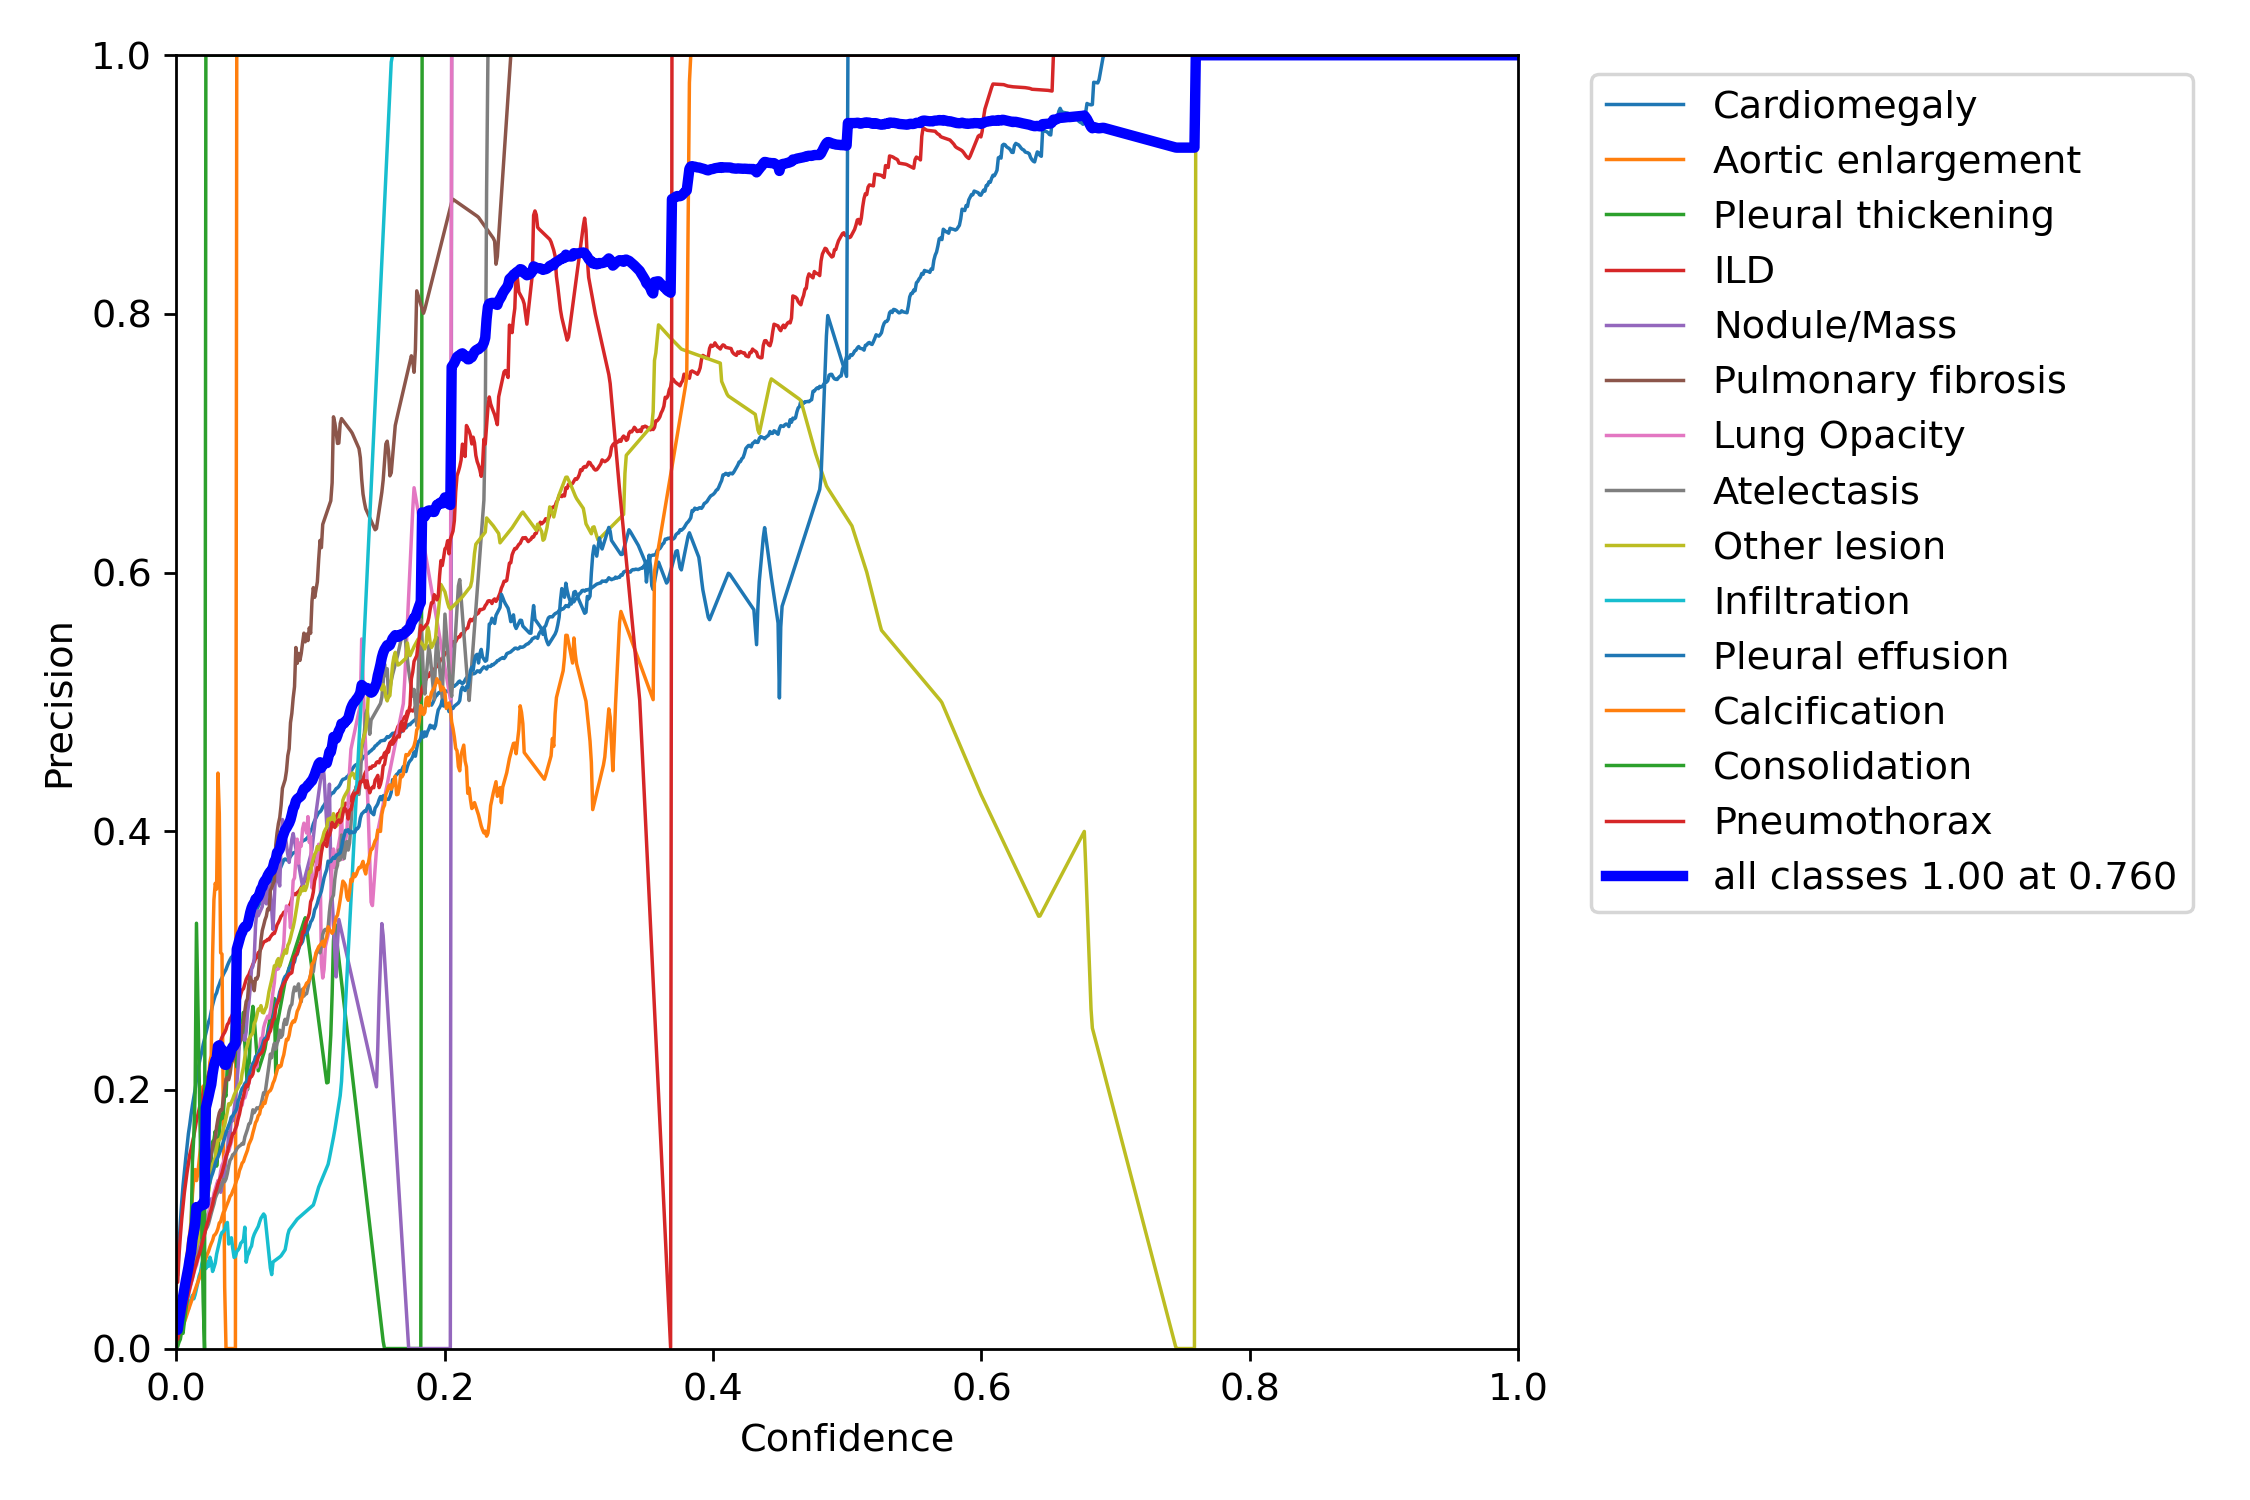 1.0
0.8
0.6
0.4
0.2
0.0
Precision
0.0 0.2 0.4 0.6 0.8 1.0
Confidence
Cardiomegaly
Aortic enlargement
Pleural thickening
ILD
Nodule/Mass
Pulmonary fibrosis
Lung Opacity
Atelectasis
Other lesion
Infiltration
Pleural effusion
Calcification
Consolidation
Pneumothorax
all classes 1.00 at 0.760